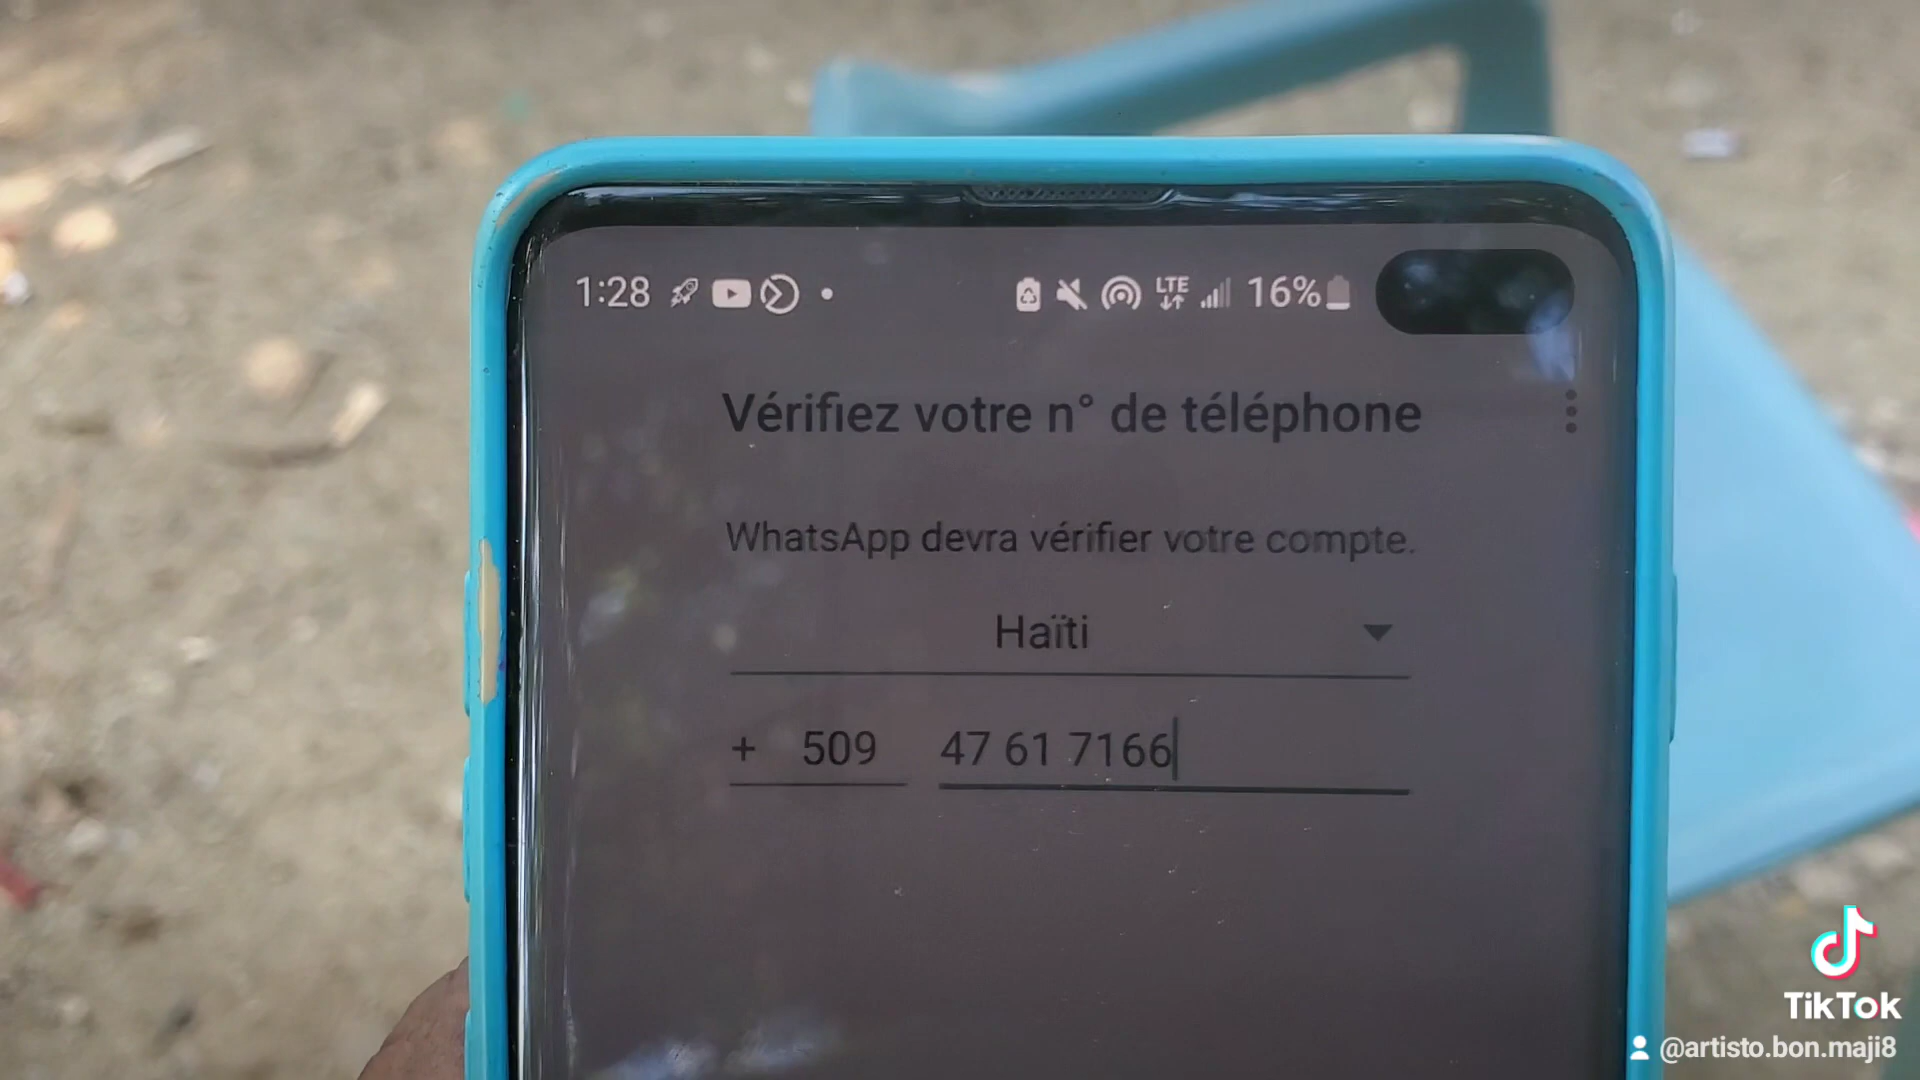 1:28 LTE 16%
Vérifiez votre n° de téléphone
WhatsApp devra vérifier votre compte.
Haïti
+ 509 47 61 7166
TikTok
@artisto.bon.maji8